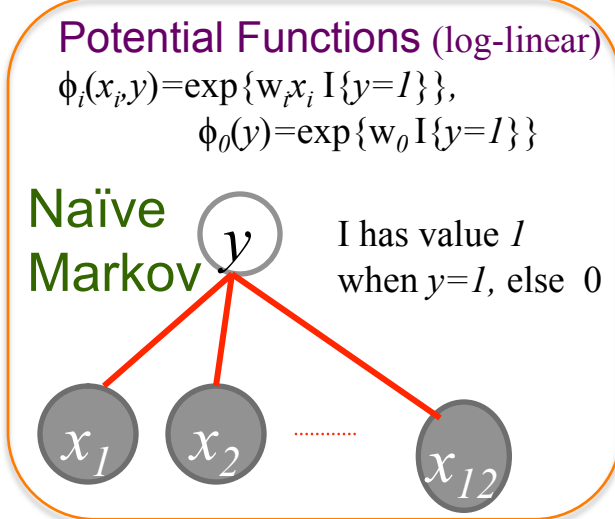 Potential Functions (log-linear)
ϕᵢ(xᵢ,y)=exp{wᵢxᵢ I{y=1}},
ϕ₀(y)=exp{w₀ I{y=1}}
Naïve
Markov
y
I has value 1
when y=1, else 0
x₁ x₂ ............ x₁₂